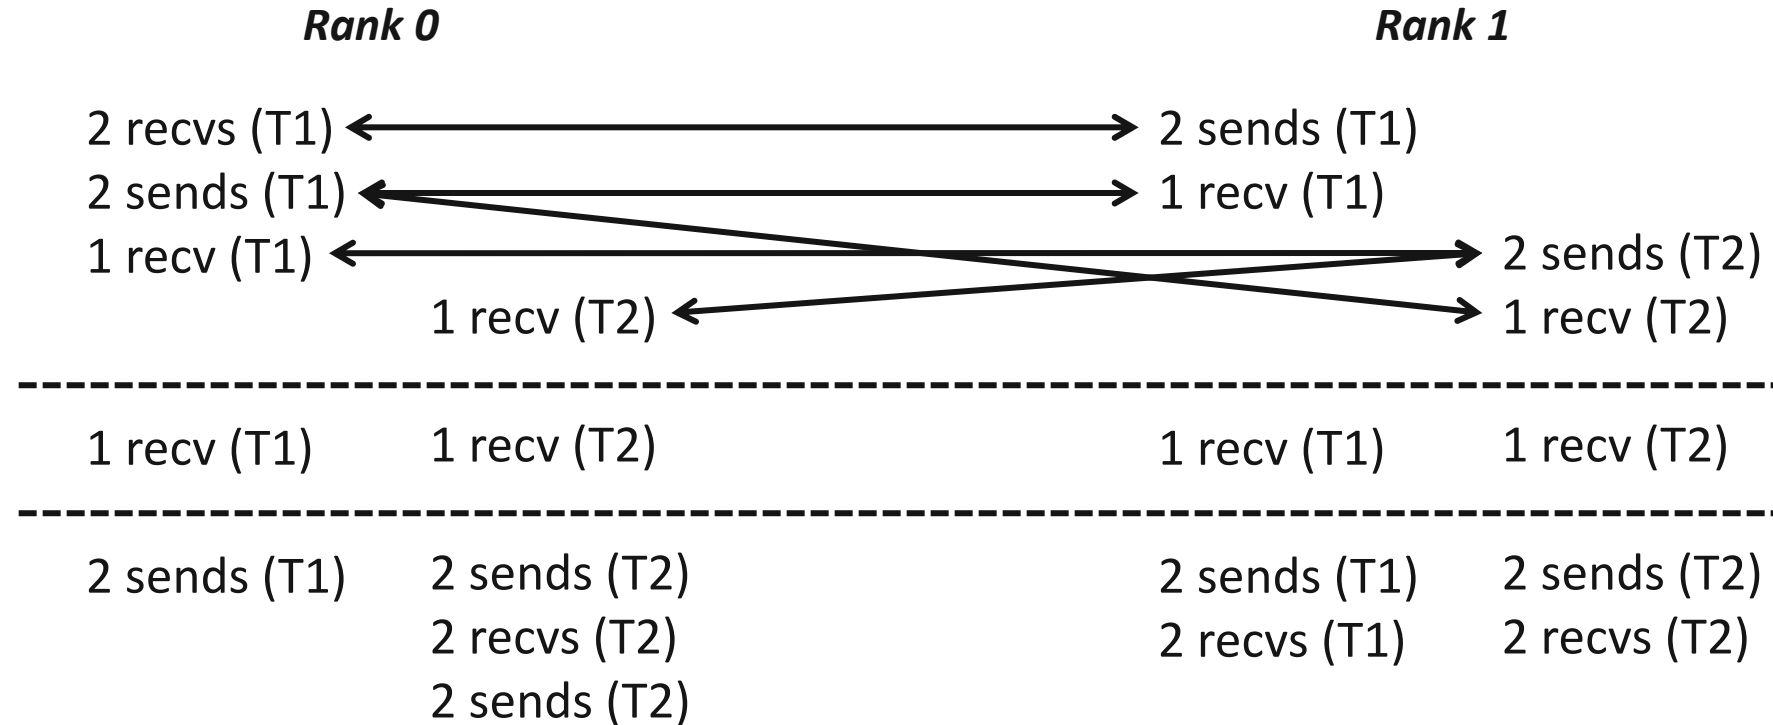 Rank 0 Rank 1
2 recvs (T1) 2 sends (T1)
2 sends (T1) 1 recv (T1)
1 recv (T1) 2 sends (T2)
1 recv (T2) 1 recv (T2)
1 recv (T1) 1 recv (T2) 1 recv (T1) 1 recv (T2)
2 sends (T1) 2 sends (T2) 2 sends (T1) 2 sends (T2)
2 recvs (T2) 2 recvs (T1) 2 recvs (T2)
2 sends (T2)